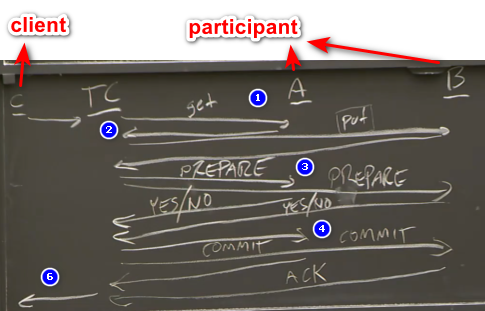 client
participant
C TC A B
1
get
put
2
PREPARE 3 PREPARE
YES/NO YES/NO
4
COMMIT COMMIT
6 ACK